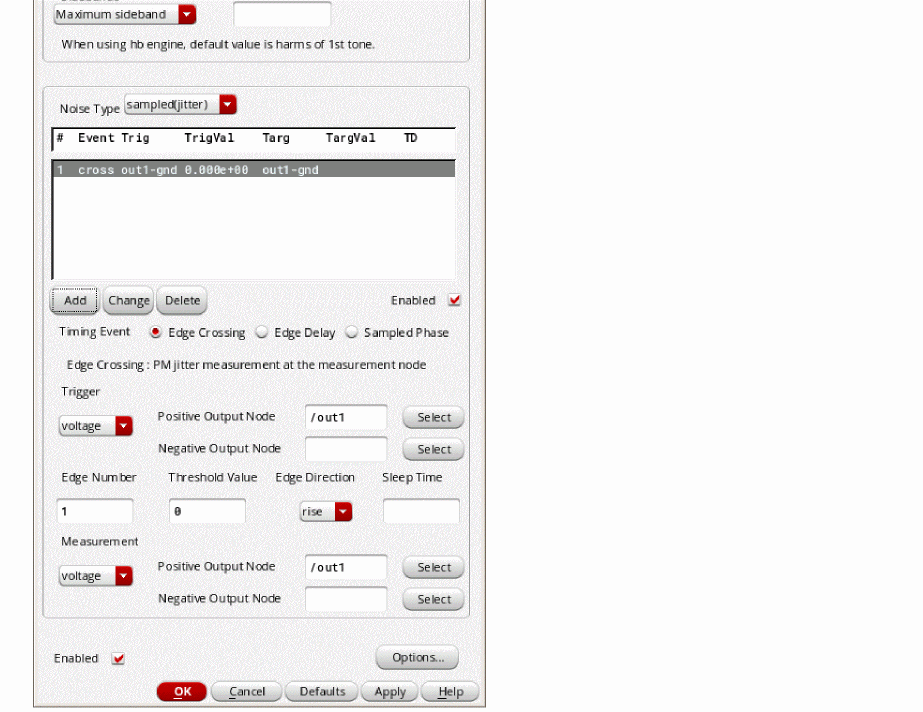 Maximum sideband
When using hb engine, default value is harms of 1st tone.
Noise Type sampled(jitter)
# Event Trig TrigVal Targ TargVal TD
1 cross out1-gnd 0.000e+00 out1-gnd
Add Change Delete Enabled
Timing Event Edge Crossing Edge Delay Sampled Phase
Edge Crossing : PM jitter measurement at the measurement node
Trigger
voltage Positive Output Node /out1 Select
Negative Output Node Select
Edge Number Threshold Value Edge Direction Sleep Time
1 0 rise
Measurement
voltage Positive Output Node /out1 Select
Negative Output Node Select
Enabled Options...
OK Cancel Defaults Apply Help